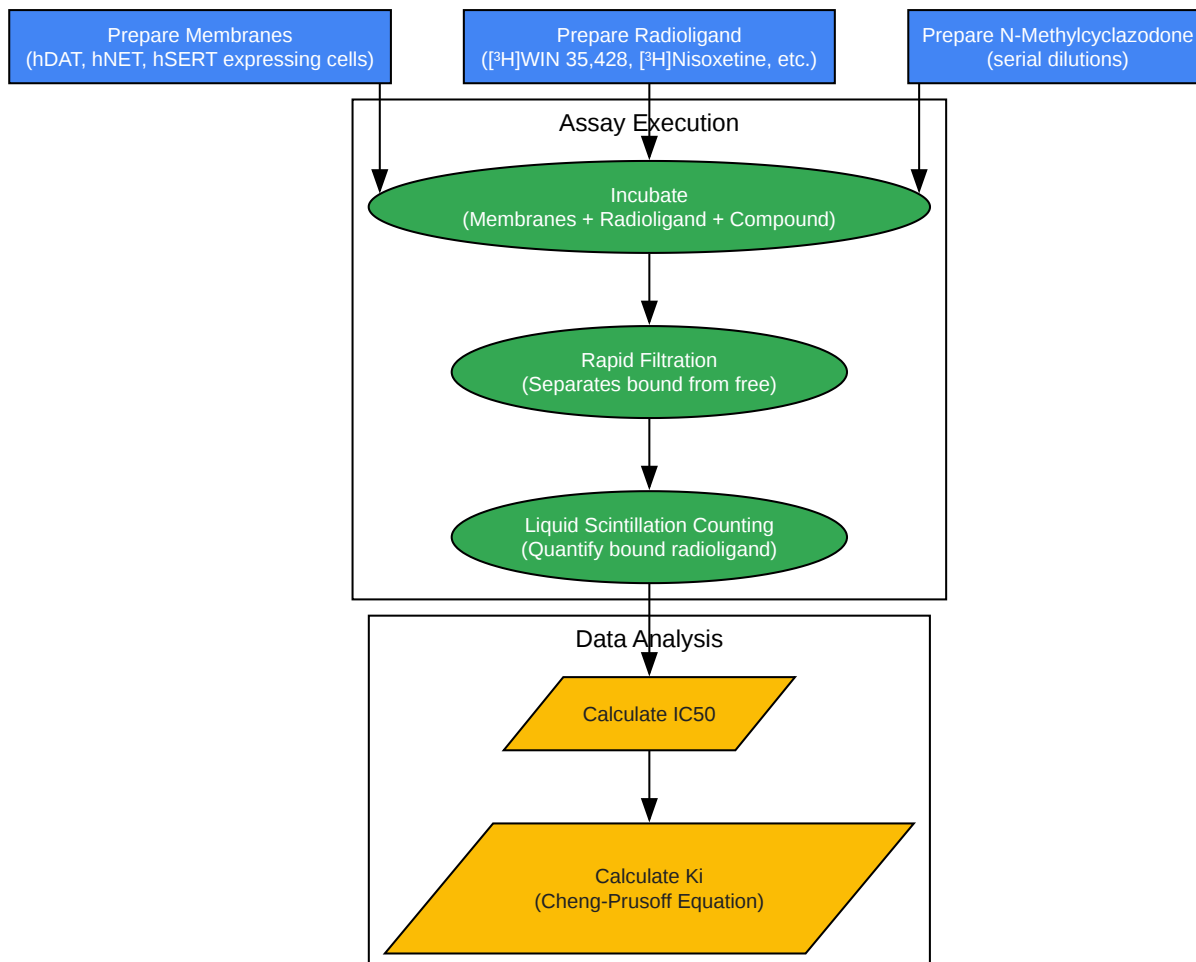 Prepare Membranes
(hDAT, hNET, hSERT expressing cells)
Prepare Radioligand
([³H]WIN 35,428, [³H]Nisoxetine, etc.)
Prepare N-Methylcyclazodone
(serial dilutions)
Assay Execution
Incubate
(Membranes + Radioligand + Compound)
Rapid Filtration
(Separates bound from free)
Liquid Scintillation Counting
(Quantify bound radioligand)
Data Analysis
Calculate IC50
Calculate Ki
(Cheng-Prusoff Equation)